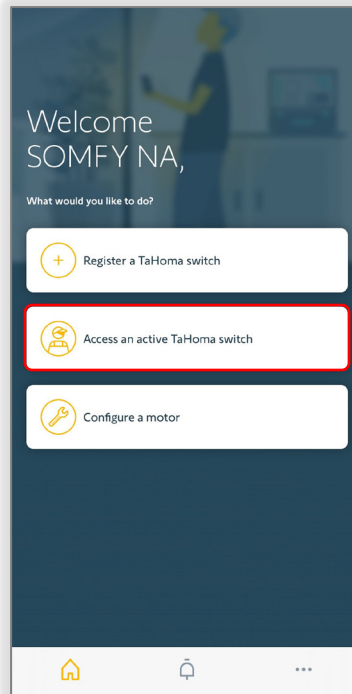 Welcome
SOMFY NA,
What would you like to do?
Register a TaHoma switch
Access an active TaHoma switch
Configure a motor